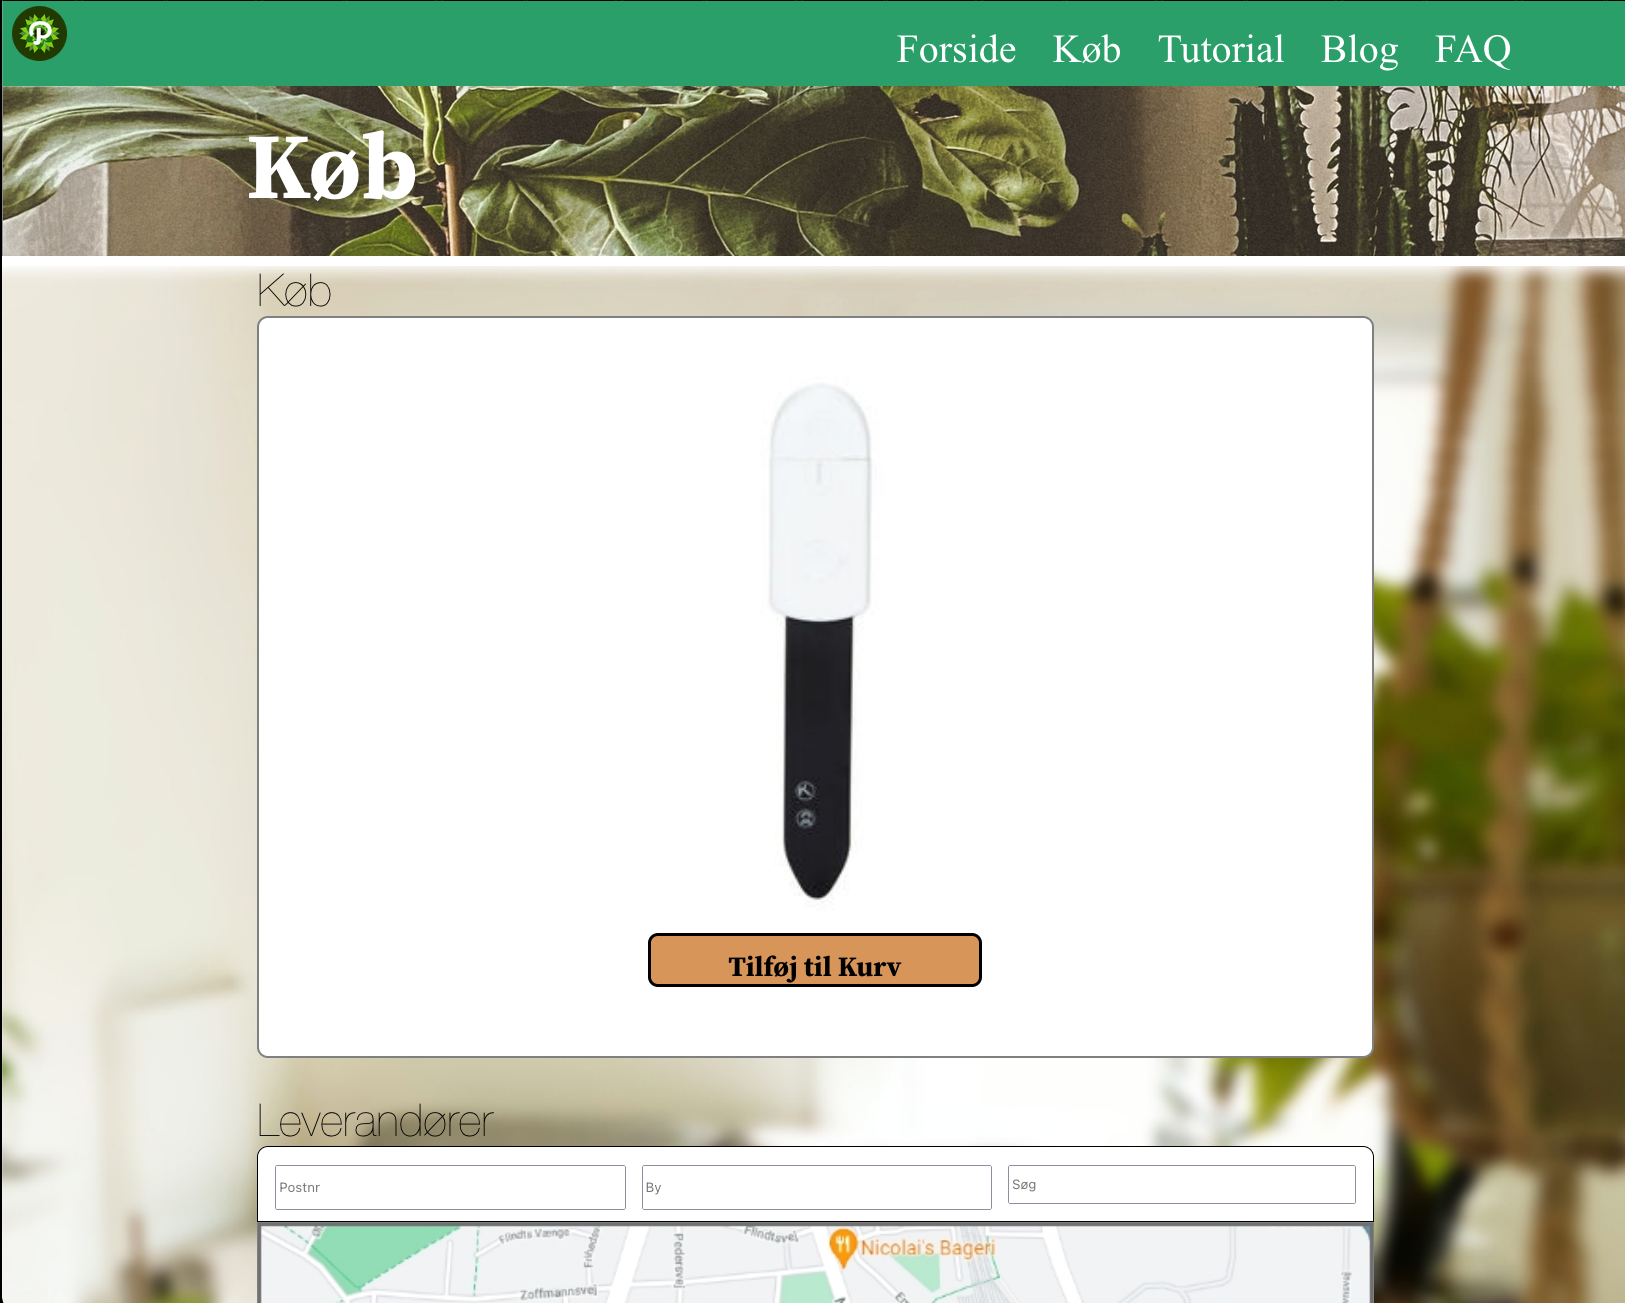 Forside Køb Tutorial Blog FAQ
Køb
Køb
Tilføj til Kurv
Leverandører
Postnr By Søg
Flindts Vænge
Flindtsvej
Pedersvej
Nicolai's Bageri
Zoffmannsvej